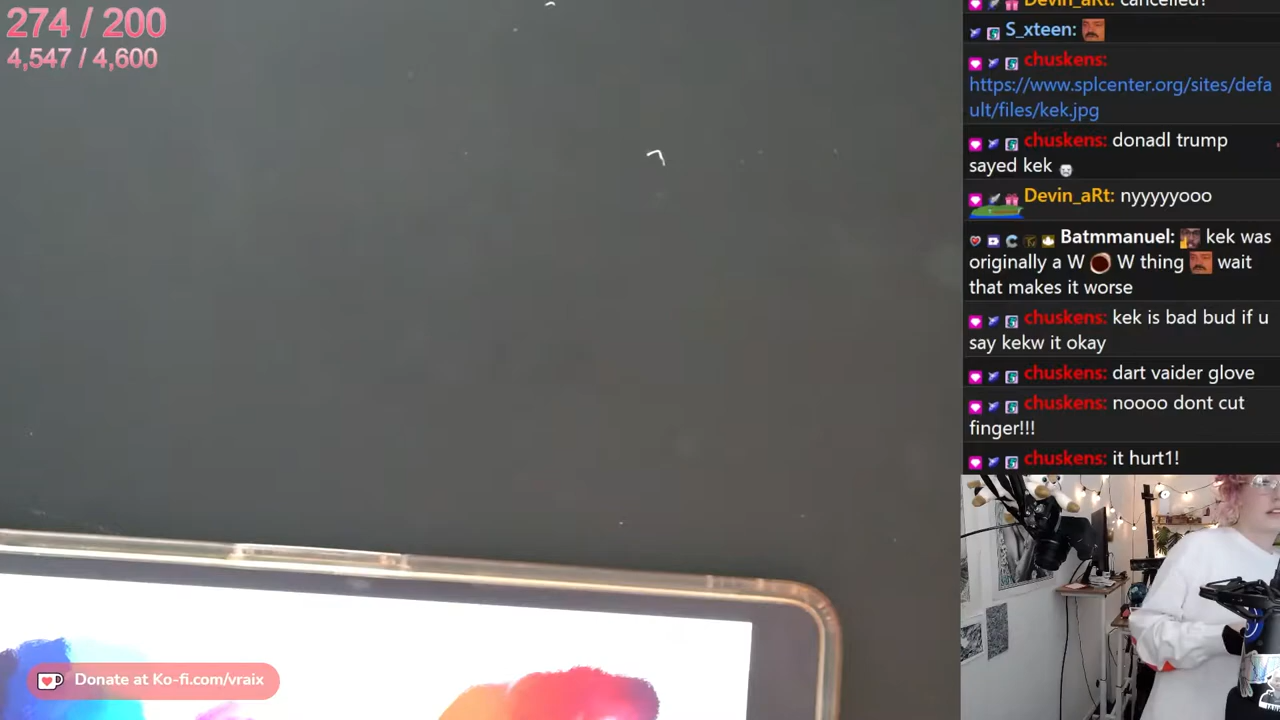 274 / 200
4,547 / 4,600
Devin_aRt: cancelled?
S_xteen:
chuskens:
https://www.splcenter.org/sites/defa
ult/files/kek.jpg
chuskens: donadl trump
sayed kek
Devin_aRt: nyyyyyooo
Batmmanuel: kek was
originally a W W thing wait
that makes it worse
chuskens: kek is bad bud if u
say kekw it okay
chuskens: dart vaider glove
chuskens: noooo dont cut
finger!!!
chuskens: it hurt1!
Donate at Ko-fi.com/vraix